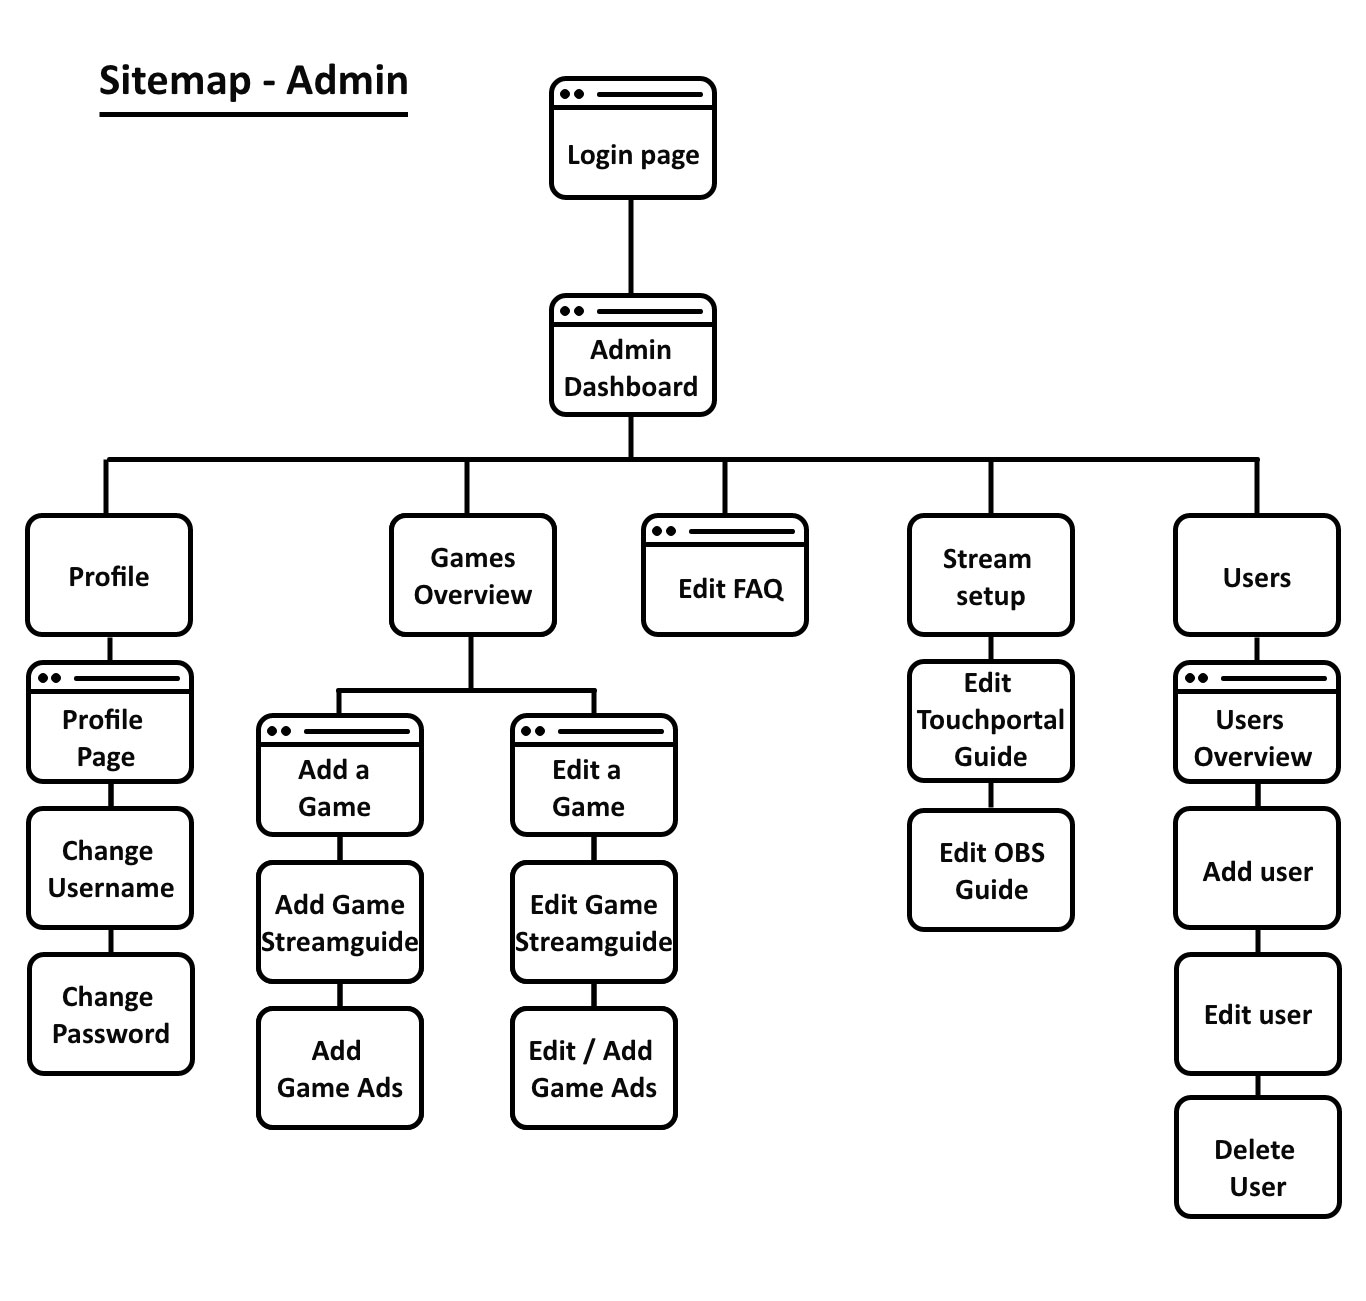 Sitemap - Admin
Login page
Admin
Dashboard
Profile
Games
Overview
Edit FAQ
Stream
setup
Users
Profile
Page
Change
Username
Change
Password
Add a
Game
Add Game
Streamguide
Add
Game Ads
Edit a
Game
Edit Game
Streamguide
Edit / Add
Game Ads
Edit
Touchportal
Guide
Edit OBS
Guide
Users
Overview
Add user
Edit user
Delete
User